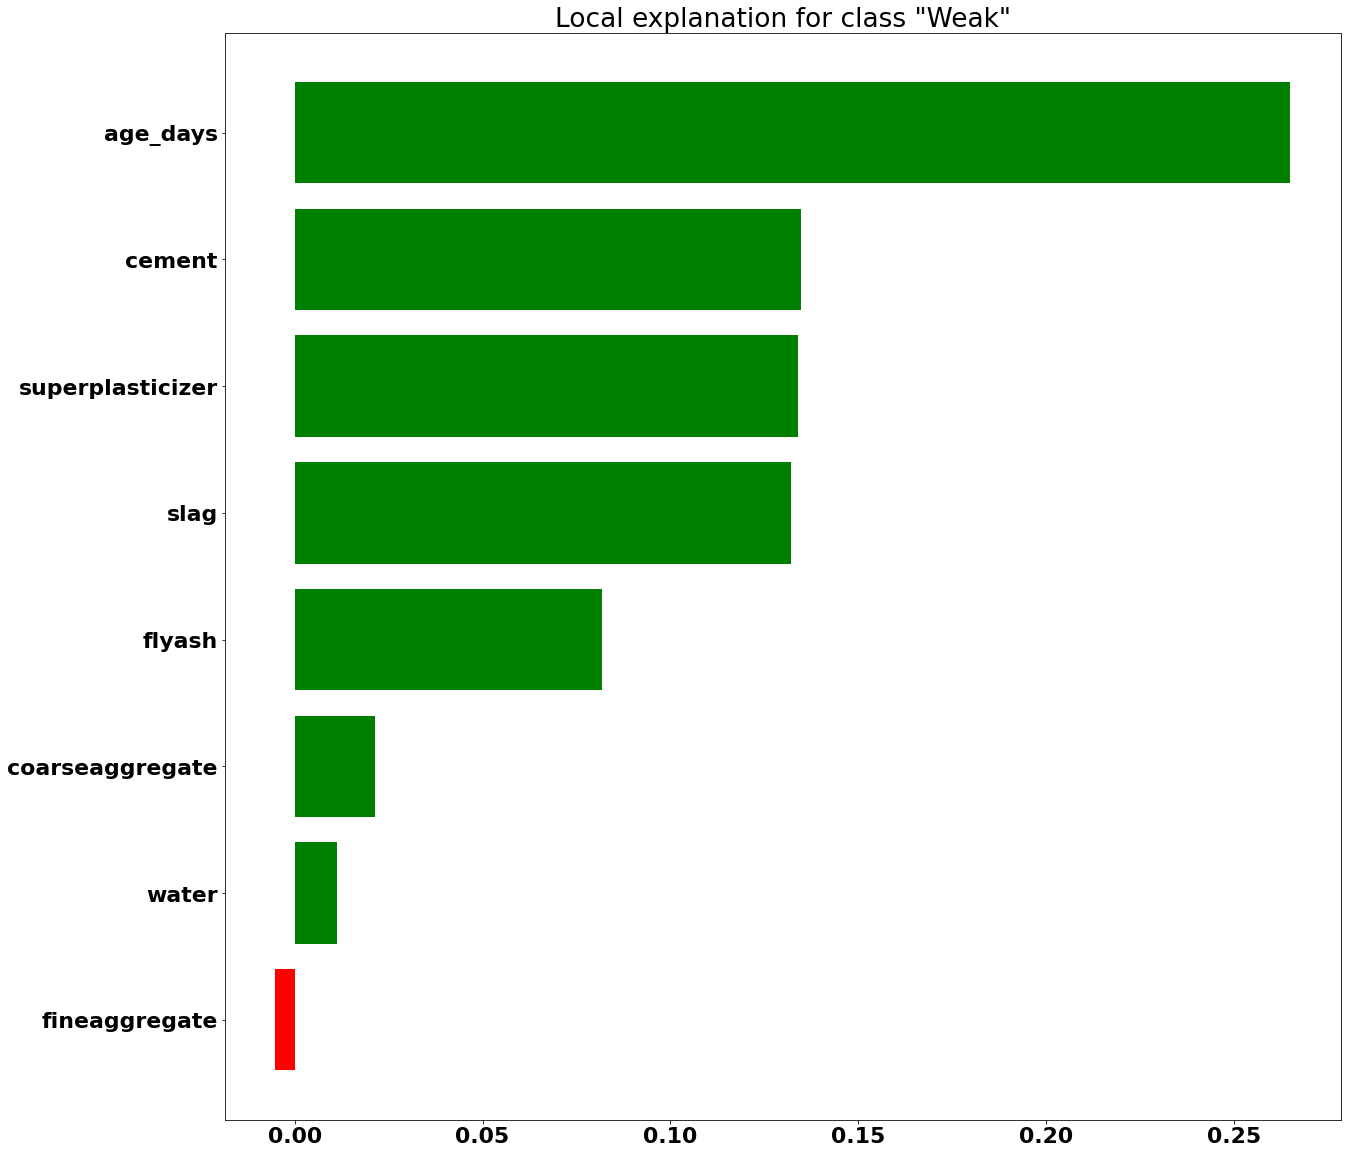 Local explanation for class "Weak"
age_days
cement
superplasticizer
slag
flyash
coarseaggregate
water
fineaggregate
0.00 0.05 0.10 0.15 0.20 0.25